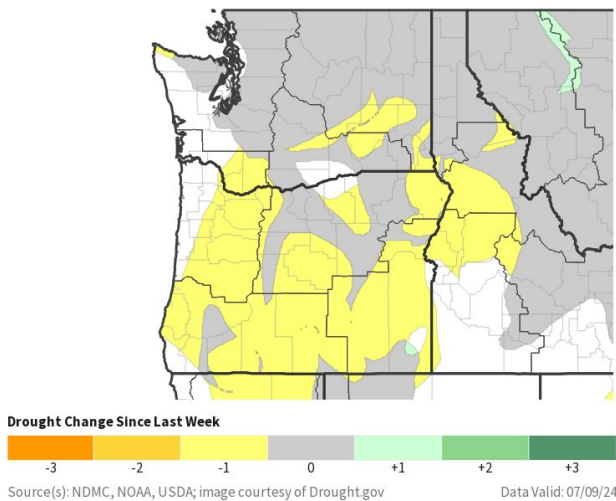 Drought Change Since Last Week
-3 -2 -1 0 +1 +2 +3
Source(s): NDMC, NOAA, USDA; image courtesy of Drought.gov Data Valid: 07/09/24